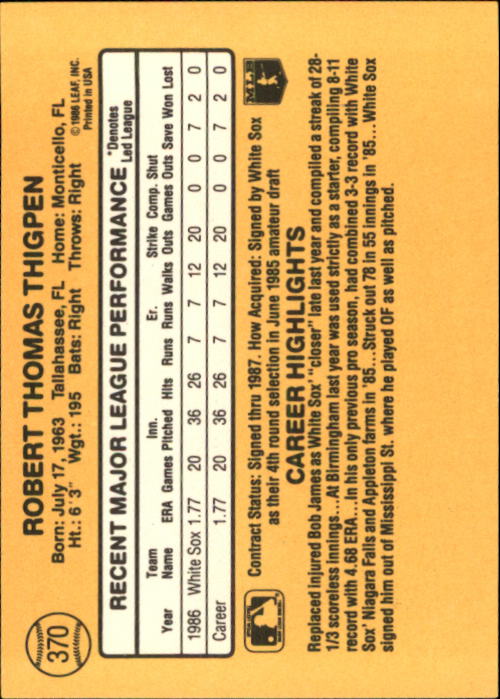 370
ROBERT THOMAS THIGPEN
Born: July 17, 1963 Tallahassee, FL Home: Monticello, FL
Ht.: 6' 3" Wgt.: 195 Bats: Right Throws: Right
© 1986 LEAF, INC.
Printed in USA
RECENT MAJOR LEAGUE PERFORMANCE
*Denotes
Led League
Team Inn. Er. Strike Comp. Shut
Year Name ERA Games Pitched Hits Runs Runs Walks Outs Games Outs Save Won Lost
1986 White Sox 1.77 20 36 26 7 7 12 20 0 0 7 2 0
Career 1.77 20 36 26 7 7 12 20 0 0 7 2 0
Contract Status: Signed thru 1987. How Acquired: Signed by White Sox
as their 4th round selection in June 1985 amateur draft
MLB
CAREER HIGHLIGHTS
Replaced injured Bob James as White Sox' "closer" late last year and compiled a streak of 28-
1/3 scoreless innings...At Birmingham last year was used strictly as a starter, compiling 8-11
record with 4.68 ERA...In his only previous pro season, had combined 3-3 record with White
Sox' Niagara Falls and Appleton farms in '85....Struck out 78 in 55 innings in '85....White Sox
signed him out of Mississippi St. where he played OF as well as pitched.